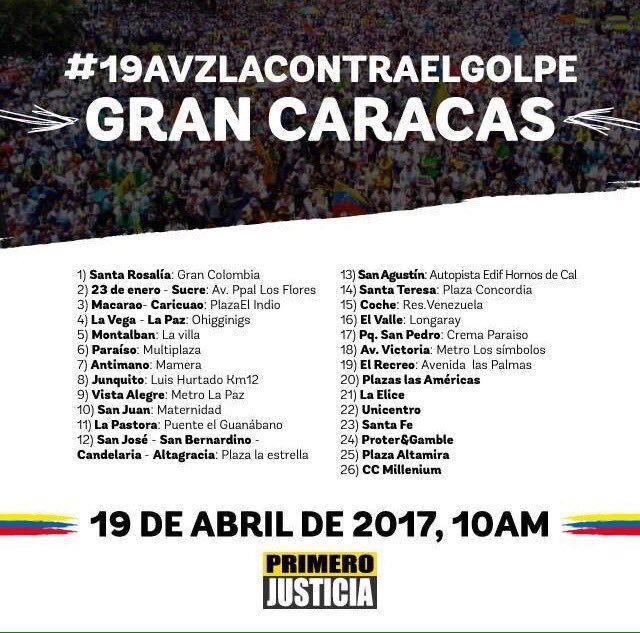 #19AVZLACONTRAELGOLPE
GRAN CARACAS
1) Santa Rosalía: Gran Colombia
2) 23 de enero - Sucre: Av. Ppal Los Flores
3) Macarao- Caricuao: PlazaEl Indio
4) La Vega - La Paz: Ohigginigs
5) Montalban: La villa
6) Paraíso: Multiplaza
7) Antimano: Mamera
8) Junquito: Luis Hurtado Km12
9) Vista Alegre: Metro La Paz
10) San Juan: Maternidad
11) La Pastora: Puente el Guanábano
12) San José - San Bernardino -
Candelaria - Altagracia: Plaza la estrella
13) San Agustín: Autopista Edif Hornos de Cal
14) Santa Teresa: Plaza Concordia
15) Coche: Res.Venezuela
16) El Valle: Longaray
17) Pq. San Pedro: Crema Paraiso
18) Av. Victoria: Metro Los símbolos
19) El Recreo: Avenida las Palmas
20) Plazas las Américas
21) La Elice
22) Unicentro
23) Santa Fe
24) Proter&Gamble
25) Plaza Altamira
26) CC Millenium
19 DE ABRIL DE 2017, 10AM
PRIMERO
JUSTICIA